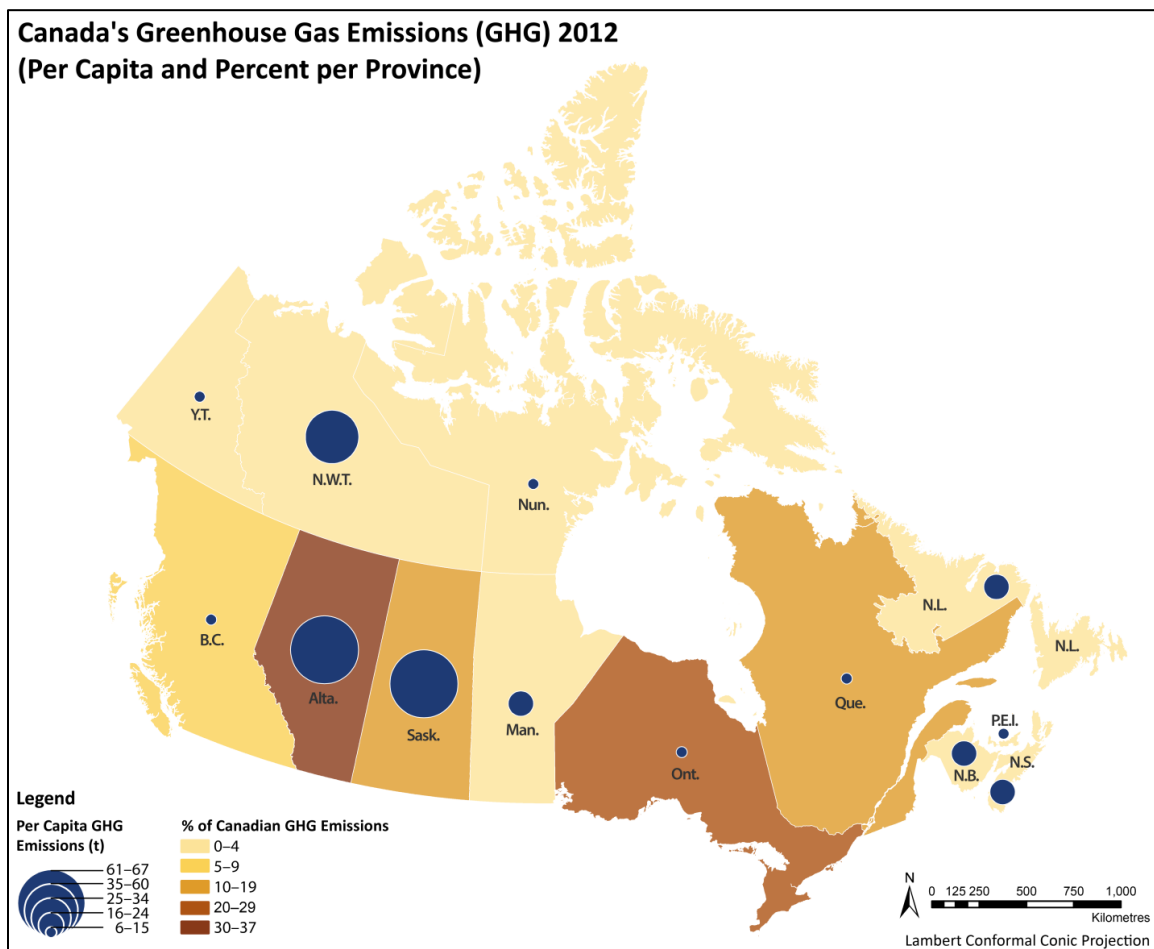 Canada's Greenhouse Gas Emissions (GHG) 2012
(Per Capita and Percent per Province)
Y.T.
N.W.T.
Nun.
B.C.
Alta.
Sask.
Man.
Ont.
Que.
N.L.
N.L.
P.E.I.
N.B.
N.S.
Legend
Per Capita GHG
Emissions (t)
61–67
35–60
25–34
16–24
6–15
% of Canadian GHG Emissions
0–4
5–9
10–19
20–29
30–37
N
0 125 250 500 750 1,000
Kilometres
Lambert Conformal Conic Projection